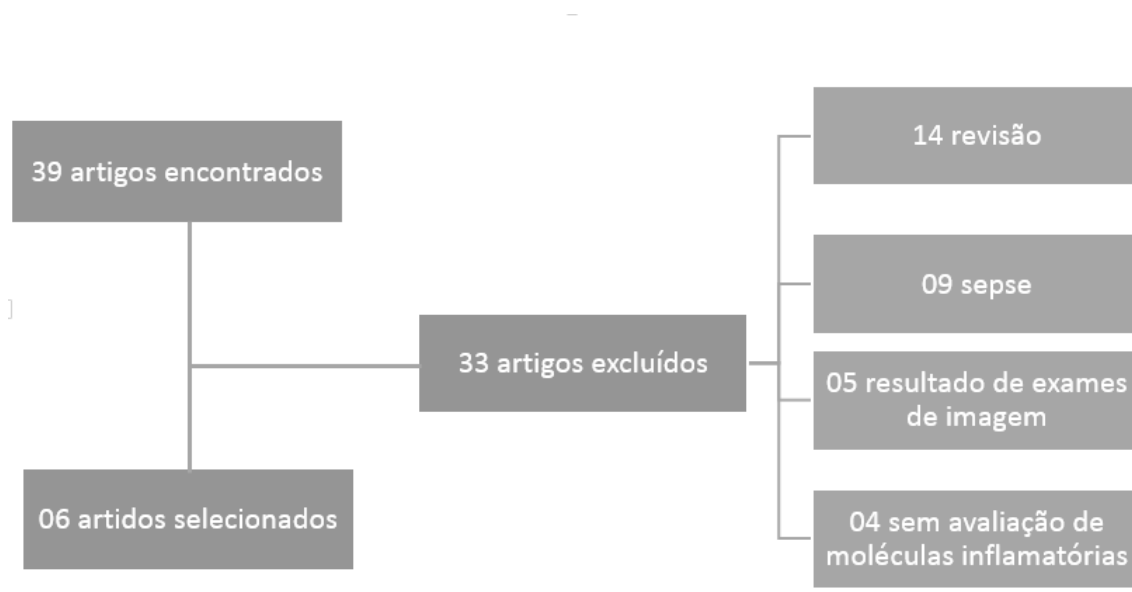 39 artigos encontrados
33 artigos excluídos
06 artidos selecionados
14 revisão
09 sepse
05 resultado de exames
de imagem
04 sem avaliação de
moléculas inflamatórias